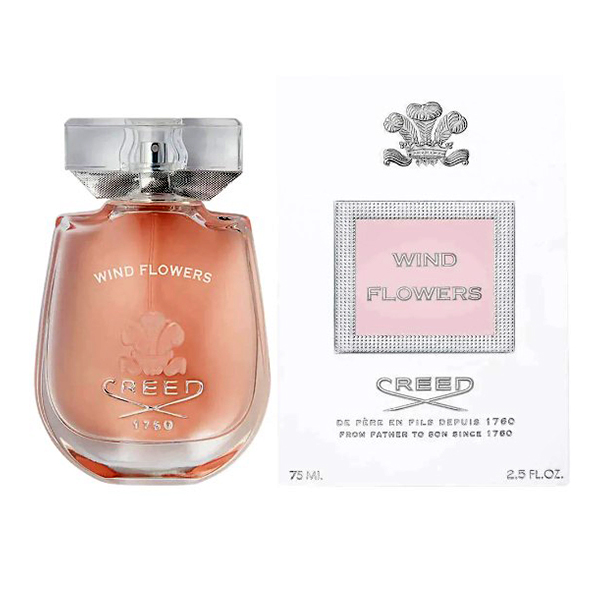 WIND FLOWERS
CREED
1760
WIND
FLOWERS
CREED
DE PÈRE EN FILS DEPUIS 1760
FROM FATHER TO SON SINCE 1760
75 ML.
2.5 FL.OZ.